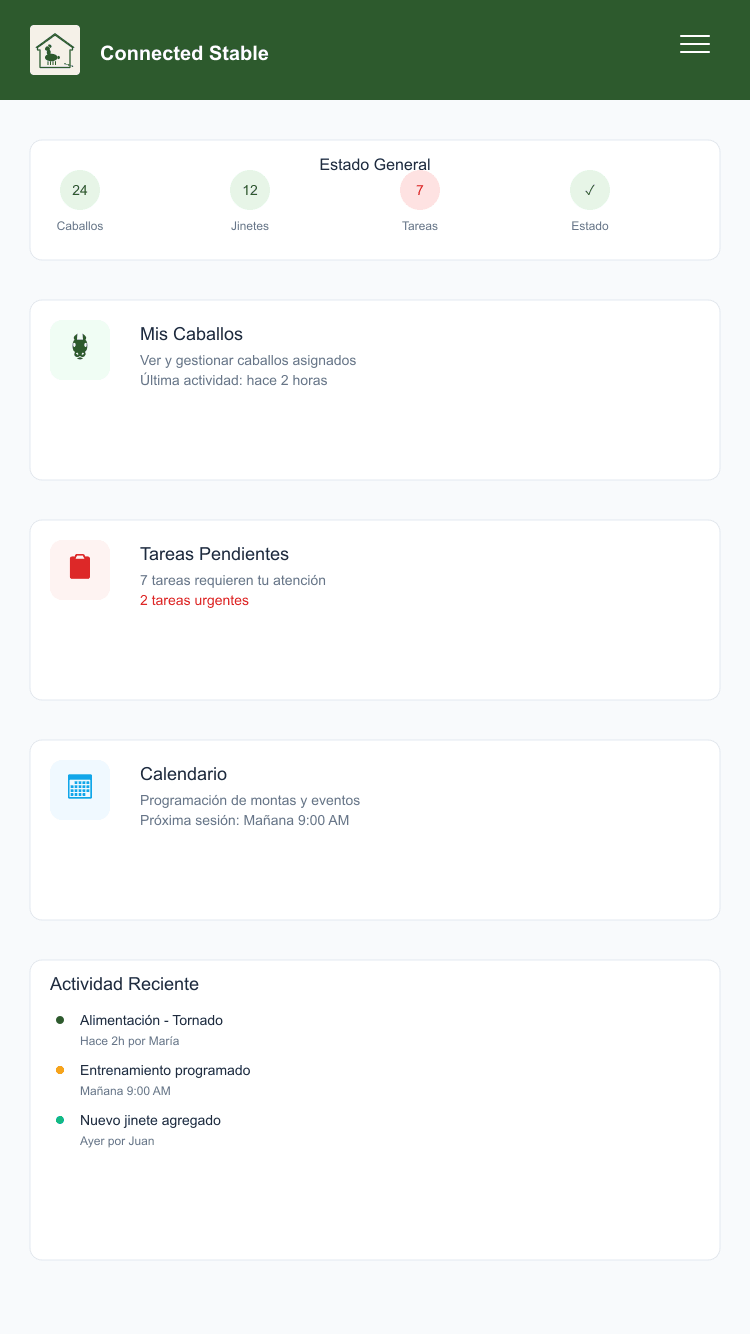 Connected Stable
Estado General
24
12
7
✓
Caballos
Jinetes
Tareas
Estado
Mis Caballos
Ver y gestionar caballos asignados
Última actividad: hace 2 horas
Tareas Pendientes
7 tareas requieren tu atención
2 tareas urgentes
Calendario
Programación de montas y eventos
Próxima sesión: Mañana 9:00 AM
Actividad Reciente
Alimentación - Tornado
Hace 2h por María
Entrenamiento programado
Mañana 9:00 AM
Nuevo jinete agregado
Ayer por Juan